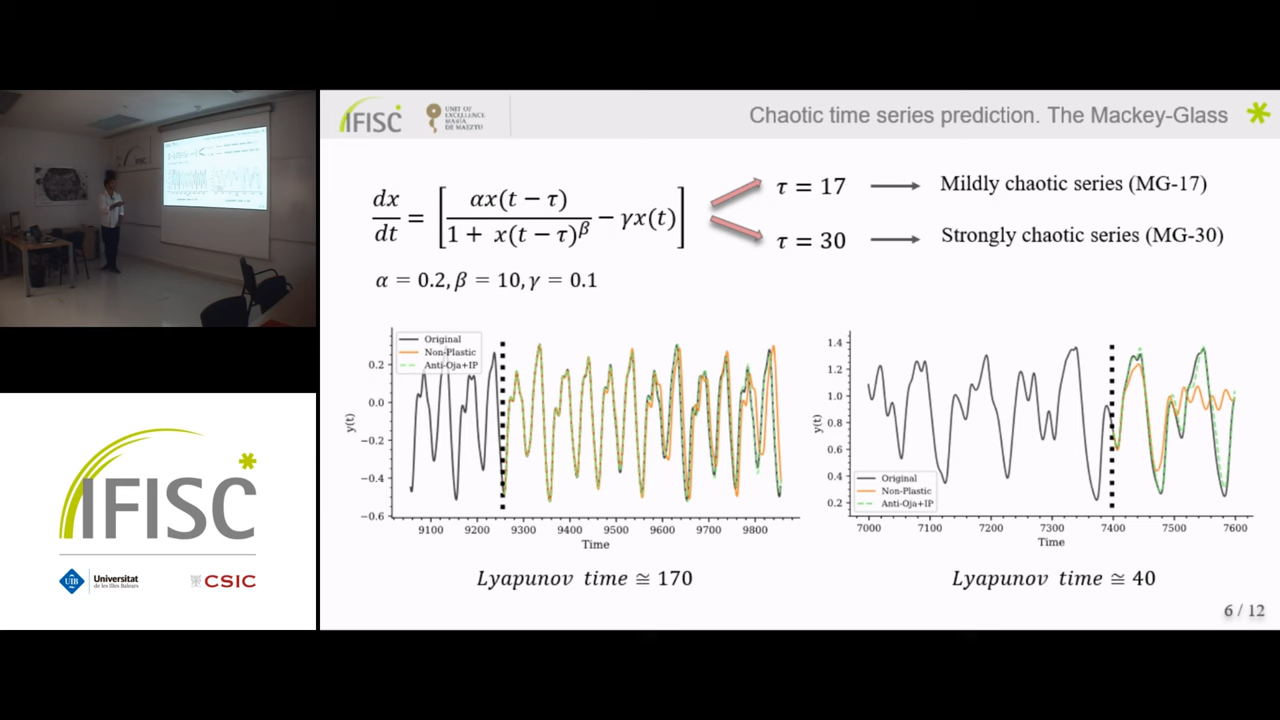 IFISC
UNIT OF
EXCELLENCE
MARÍA
DE MAEZTU
Chaotic time series prediction. The Mackey-Glass
dx/dt = [αx(t − τ)/1 + x(t − τ)^β − γx(t)]
τ = 17
Mildly chaotic series (MG-17)
τ = 30
Strongly chaotic series (MG-30)
α = 0.2, β = 10, γ = 0.1
Original
Non-Plastic
Anti-Oja+IP
y(t)
0.2
0.0
−0.2
−0.4
−0.6
9100 9200 9300 9400 9500 9600 9700 9800
Time
Lyapunov time ≅ 170
y(t)
1.4
1.2
1.0
0.8
0.6
0.4
0.2
Original
Non-Plastic
Anti-Oja+IP
7000 7100 7200 7300 7400 7500 7600
Time
Lyapunov time ≅ 40
6 / 12
IFISC
UIB
Universitat
de les Illes Balears
CSIC